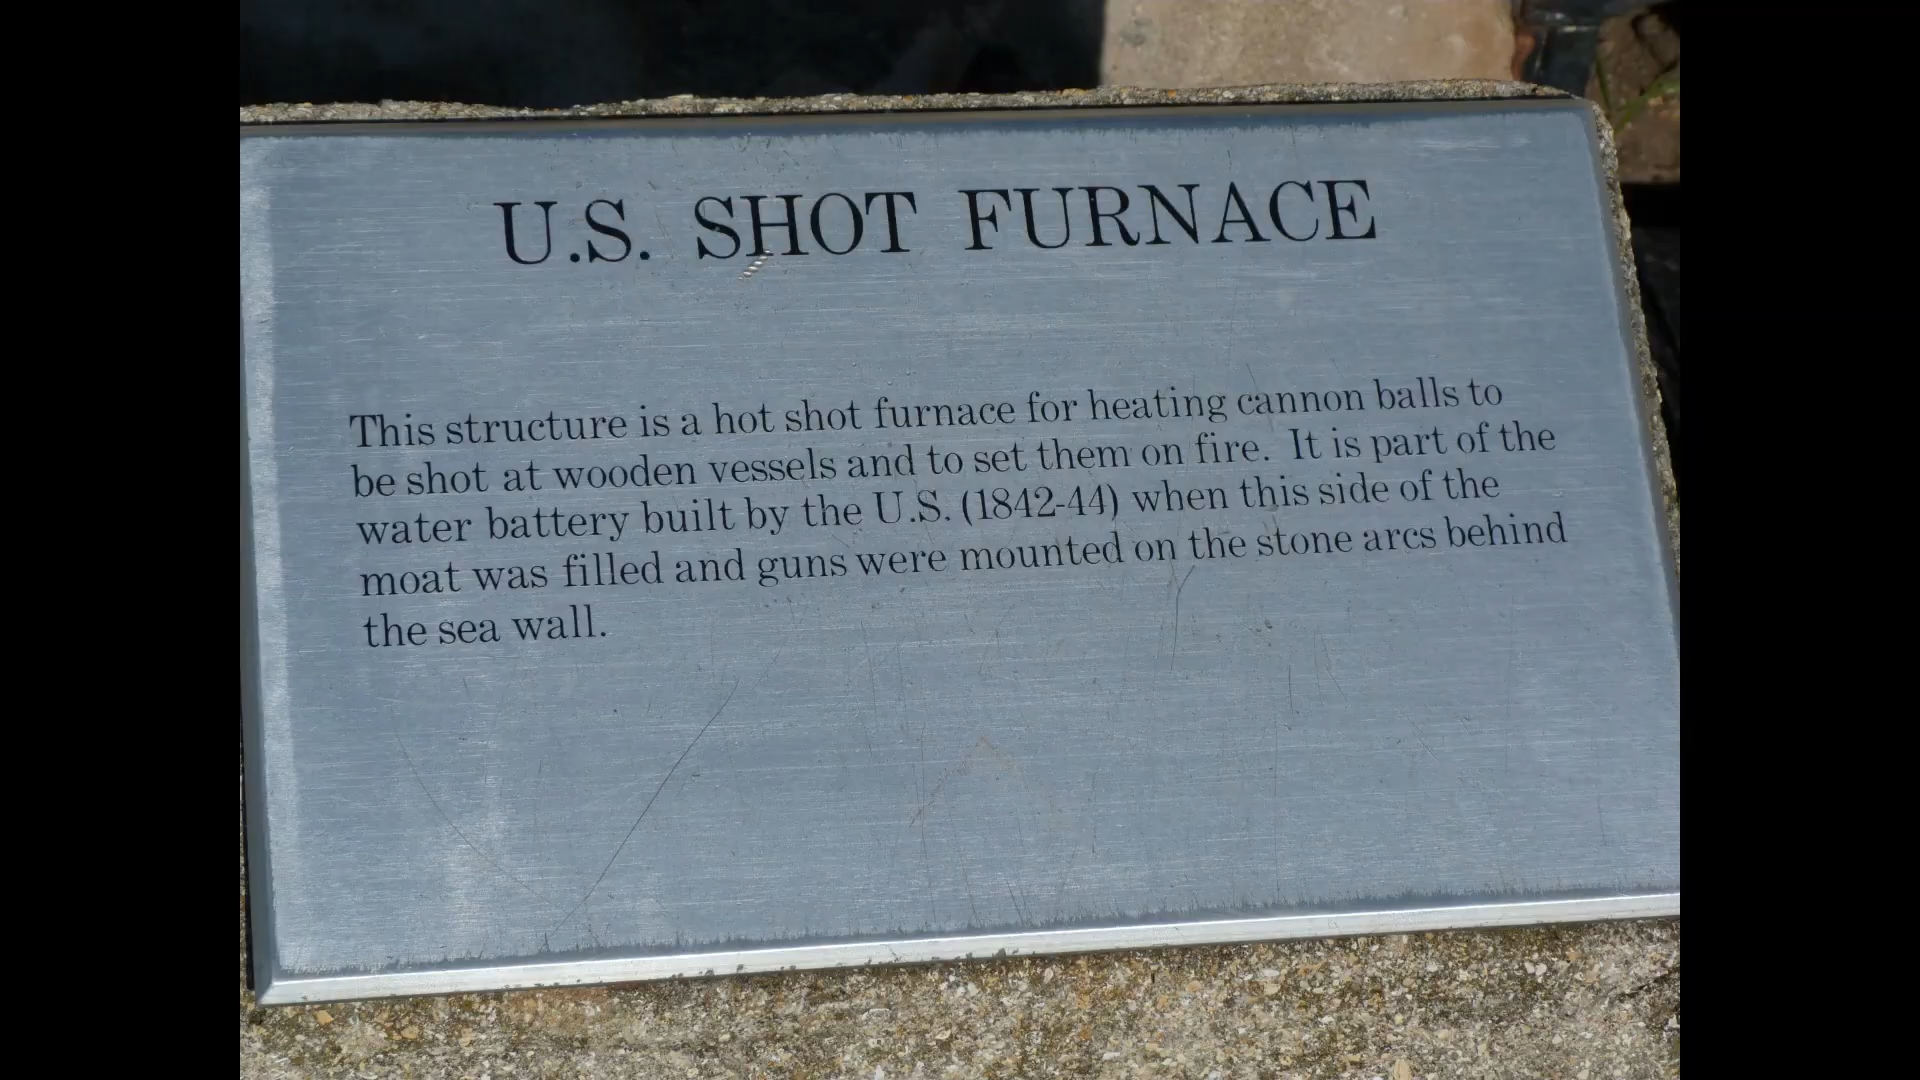 U.S. SHOT FURNACE
This structure is a hot shot furnace for heating cannon balls to
be shot at wooden vessels and to set them on fire. It is part of the
water battery built by the U.S. (1842-44) when this side of the
moat was filled and guns were mounted on the stone arcs behind
the sea wall.